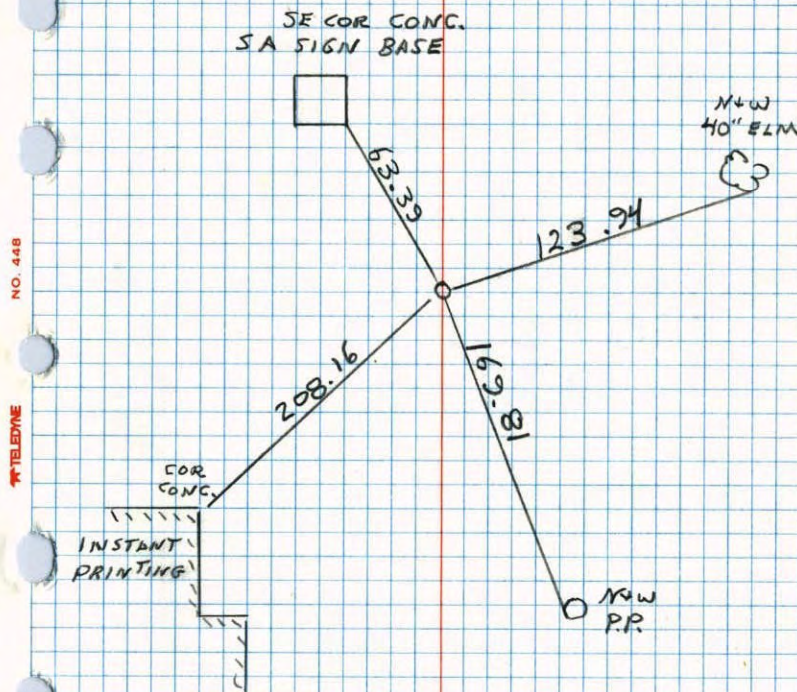 SE COR CONC.
SA SIGN BASE
N+W
40" ELM
63.39
123.94
NO. 448
208.16
169.81
TELEDYNE
COR
CONC.
INSTANT
PRINTING
N+W
P.P.